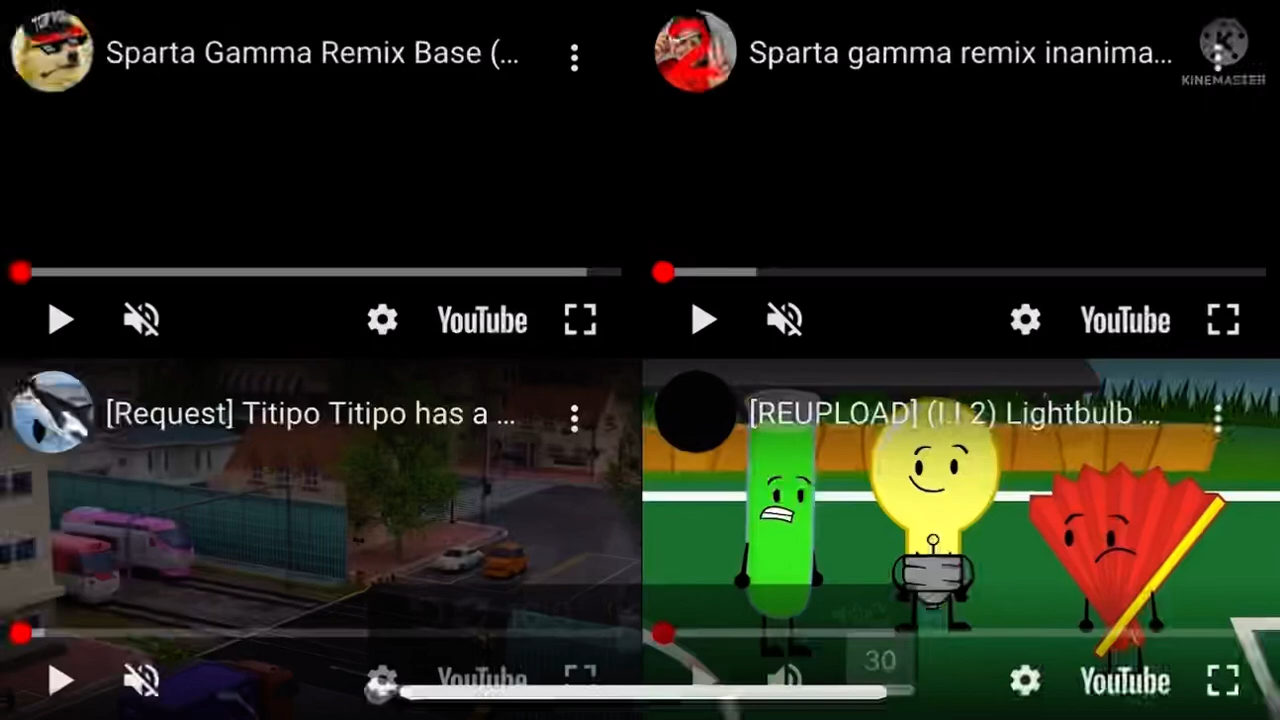 Sparta Gamma Remix Base (...
Sparta gamma remix inanima...
KINEMASTER
YouTube
YouTube
[Request] Titipo Titipo has a ...
[REUPLOAD] (I.I 2) Lightbulb ...
30
YouTube
YouTube